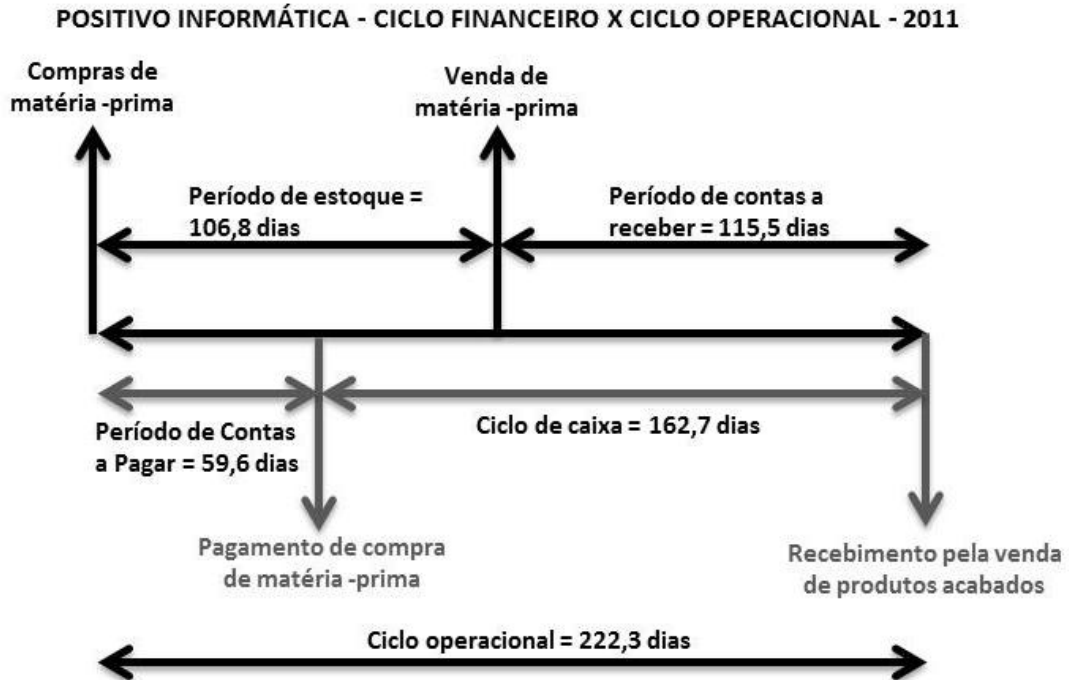 POSITIVO INFORMÁTICA - CICLO FINANCEIRO X CICLO OPERACIONAL - 2011
Compras de
matéria -prima
Venda de
matéria -prima
Período de estoque =
106,8 dias
Período de contas a
receber = 115,5 dias
Período de Contas
a Pagar = 59,6 dias
Ciclo de caixa = 162,7 dias
Pagamento de compra
de matéria -prima
Recebimento pela venda
de produtos acabados
Ciclo operacional = 222,3 dias